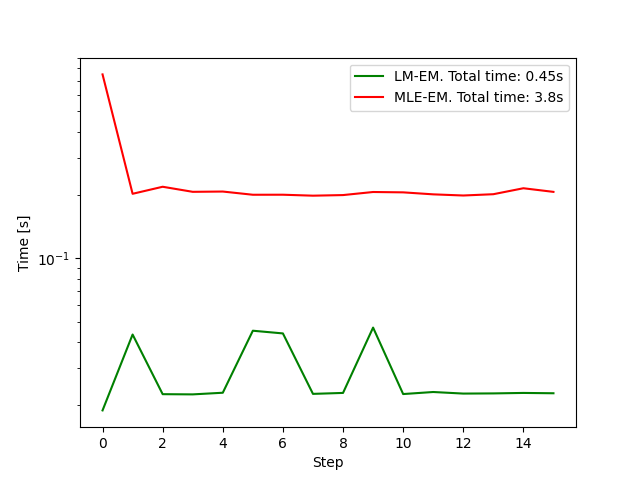 LM-EM. Total time: 0.45s
MLE-EM. Total time: 3.8s
Time [s]
10⁻¹
0 2 4 6 8 10 12 14
Step